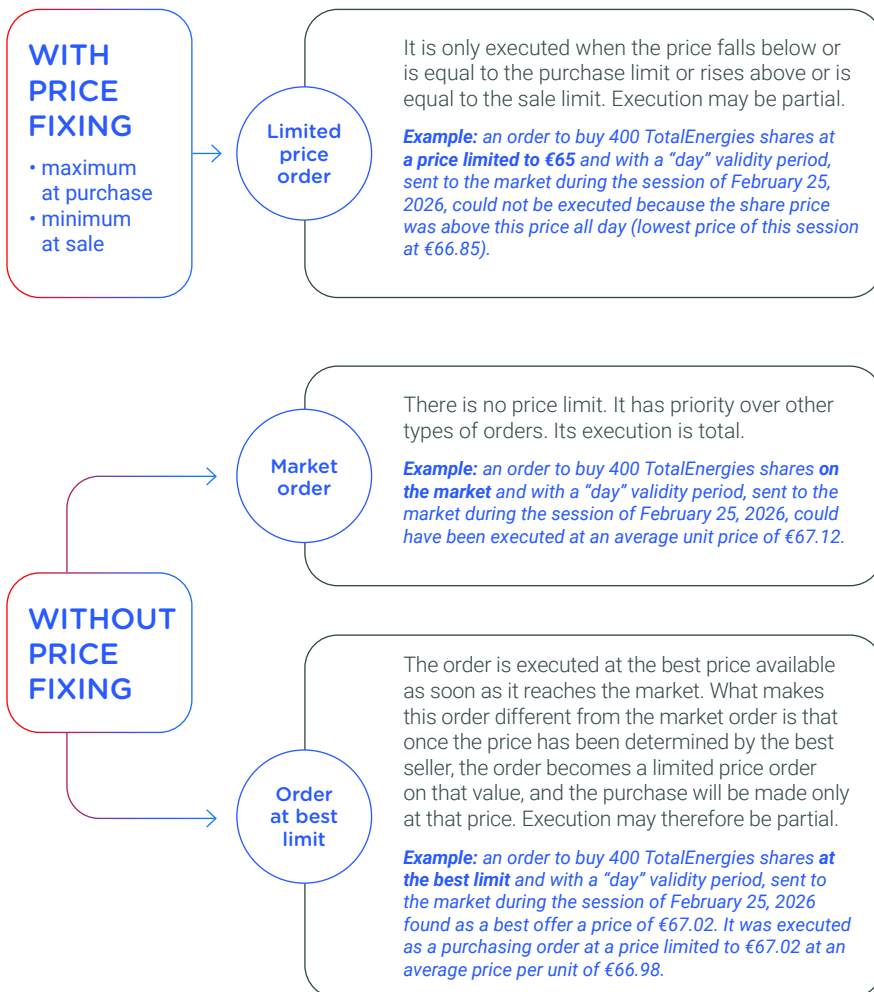 WITH
PRICE
FIXING
• maximum
at purchase
• minimum
at sale
Limited
price
order
It is only executed when the price falls below or
is equal to the purchase limit or rises above or is
equal to the sale limit. Execution may be partial.
Example: an order to buy 400 TotalEnergies shares at
a price limited to €65 and with a “day” validity period,
sent to the market during the session of February 25,
2026, could not be executed because the share price
was above this price all day (lowest price of this session
at €66.85).
WITHOUT
PRICE
FIXING
Market
order
There is no price limit. It has priority over other
types of orders. Its execution is total.
Example: an order to buy 400 TotalEnergies shares on
the market and with a “day” validity period, sent to the
market during the session of February 25, 2026, could
have been executed at an average unit price of €67.12.
Order
at best
limit
The order is executed at the best price available
as soon as it reaches the market. What makes
this order different from the market order is that
once the price has been determined by the best
seller, the order becomes a limited price order
on that value, and the purchase will be made only
at that price. Execution may therefore be partial.
Example: an order to buy 400 TotalEnergies shares at
the best limit and with a “day” validity period, sent to
the market during the session of February 25, 2026
found as a best offer a price of €67.02. It was executed
as a purchasing order at a price limited to €67.02 at an
average price per unit of €66.98.